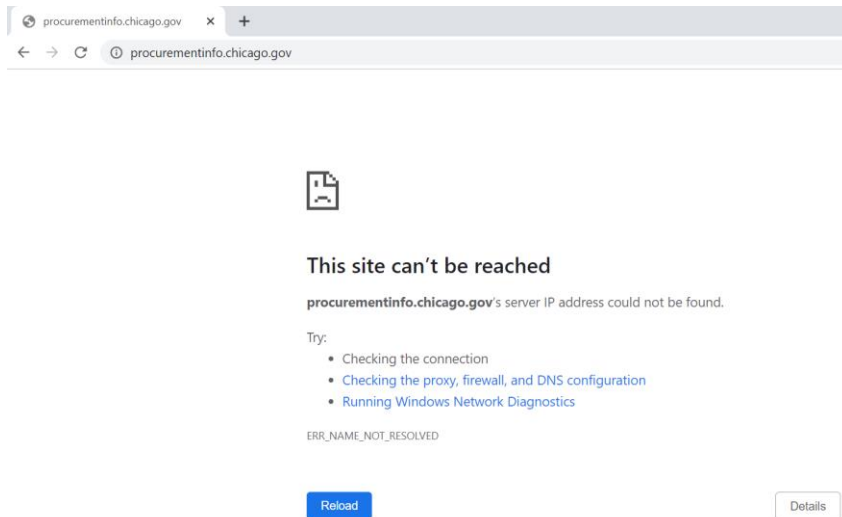 procurementinfo.chicago.gov
procurementinfo.chicago.gov
This site can't be reached
procurementinfo.chicago.gov's server IP address could not be found.
Try:
• Checking the connection
• Checking the proxy, firewall, and DNS configuration
• Running Windows Network Diagnostics
ERR_NAME_NOT_RESOLVED
Reload Details